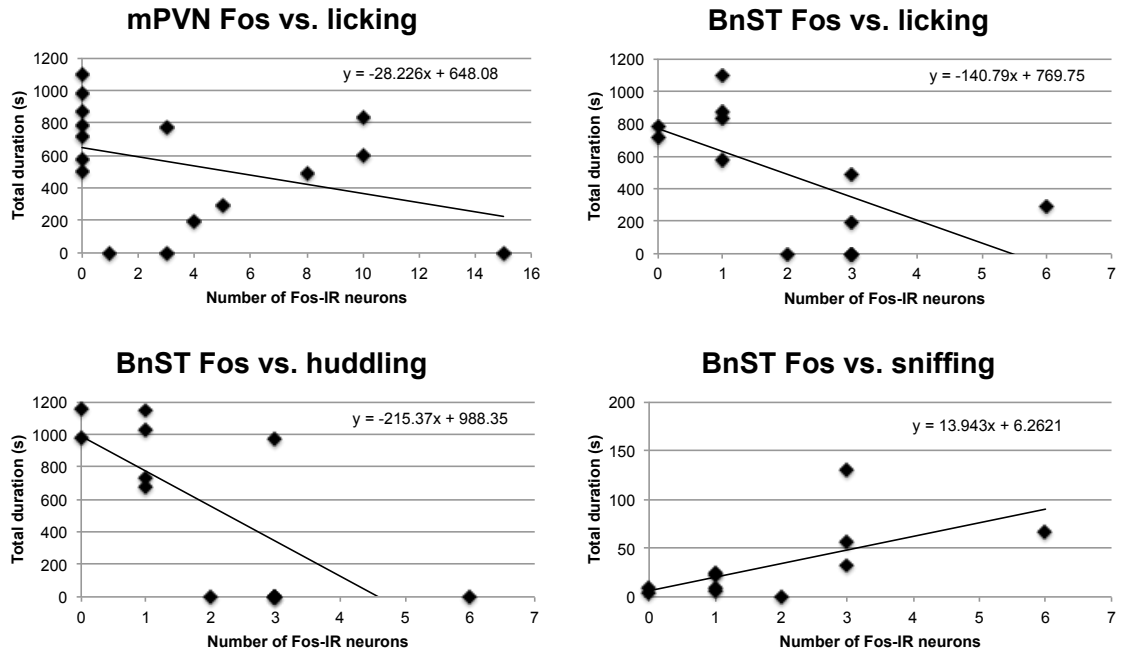 mPVN Fos vs. licking
y = -28.226x + 648.08
Total duration (s)
1200
1000
800
600
400
200
0
0 2 4 6 8 10 12 14 16
Number of Fos-IR neurons
BnST Fos vs. licking
y = -140.79x + 769.75
Total duration (s)
1200
1000
800
600
400
200
0
0 1 2 3 4 5 6 7
Number of Fos-IR neurons
BnST Fos vs. huddling
y = -215.37x + 988.35
Total duration (s)
1200
1000
800
600
400
200
0
0 1 2 3 4 5 6 7
Number of Fos-IR neurons
BnST Fos vs. sniffing
y = 13.943x + 6.2621
Total duration (s)
200
150
100
50
0
0 1 2 3 4 5 6 7
Number of Fos-IR neurons